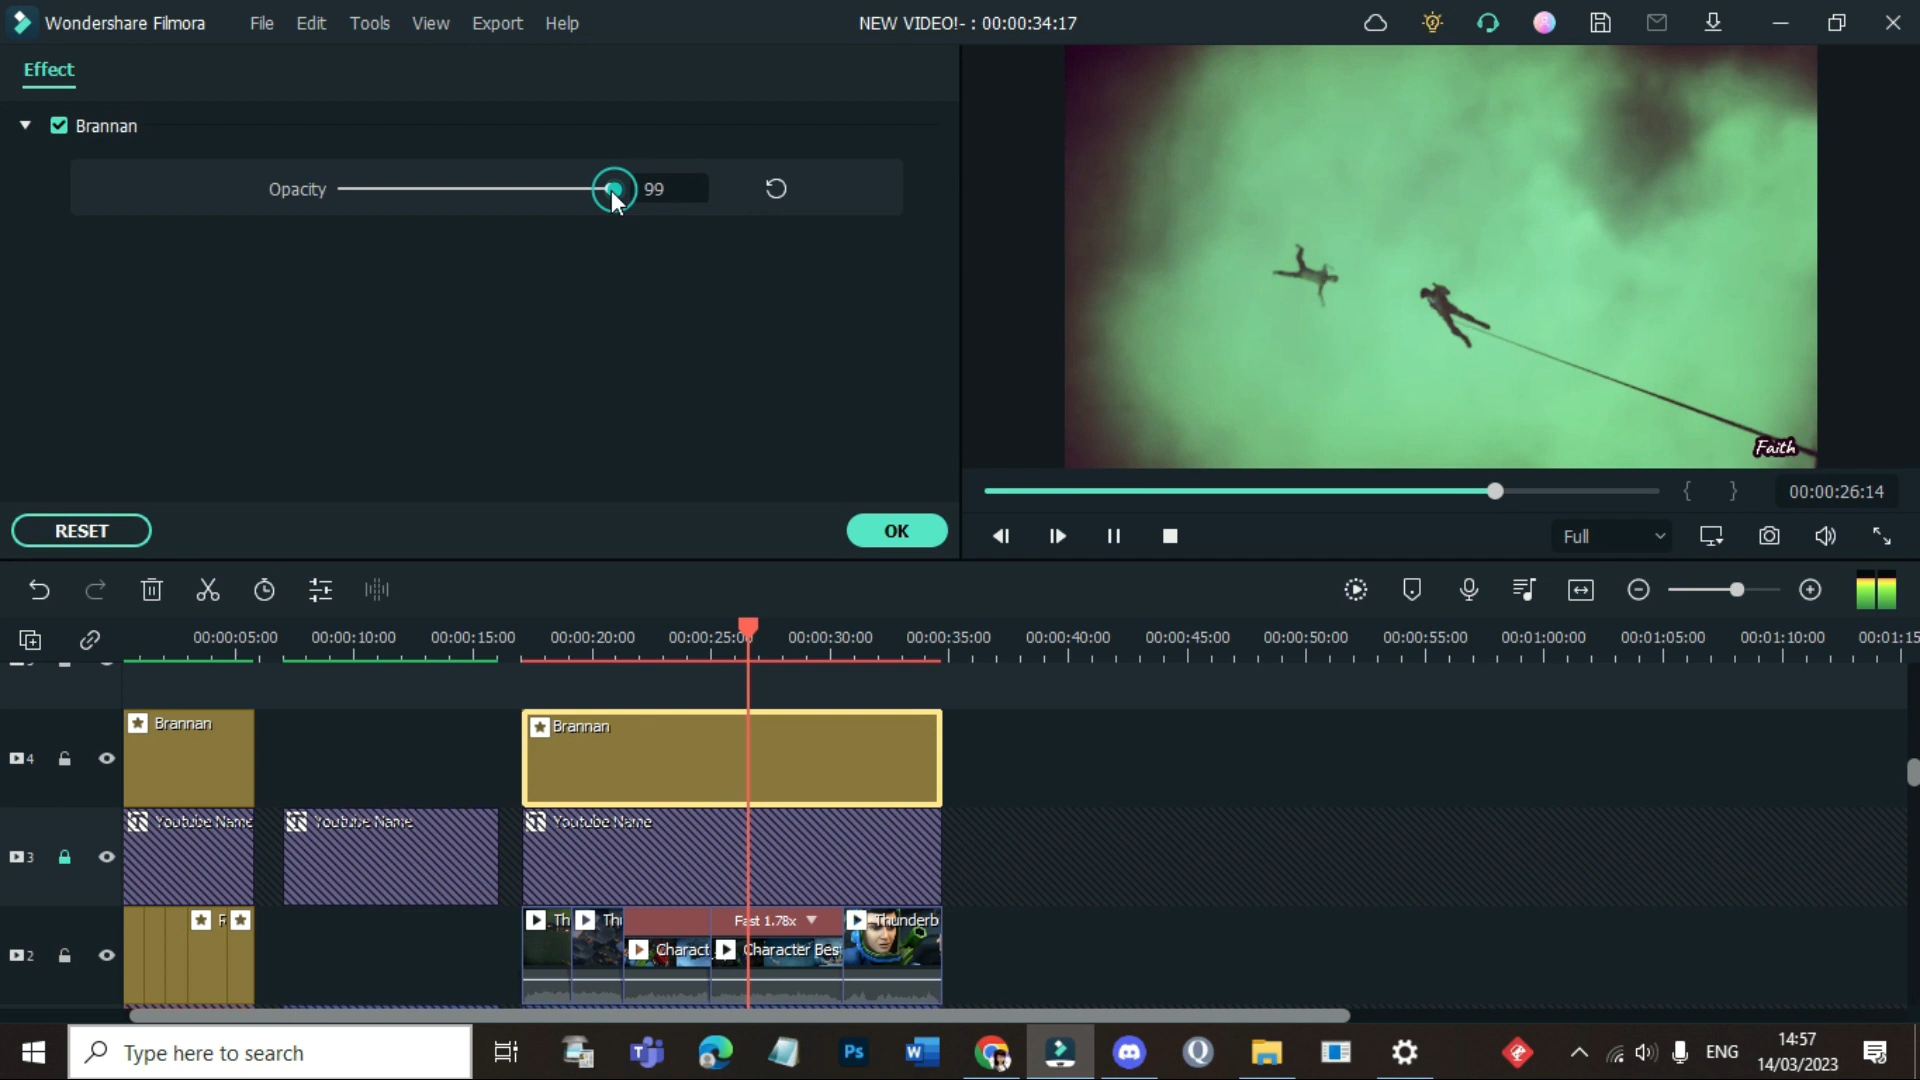 Wondershare Filmora File Edit Tools View Export Help NEW VIDEO!- : 00:00:34:17
Effect
Brannan
Opacity 99
Faith
RESET OK
00:00:26:14
Full
00:00:05:00 00:00:10:00 00:00:15:00 00:00:20:00 00:00:25:00 00:00:30:00 00:00:35:00 00:00:40:00 00:00:45:00 00:00:50:00 00:00:55:00 00:01:00:00 00:01:05:00 00:01:10:00 00:01:15
Brannan Brannan
4
Youtube Name Youtube Name Youtube Name
3
F Th Thu Fast 1.78x Thunderb
Charact Character Bes
2
Type here to search
Ps
ENG
14:57
14/03/2023